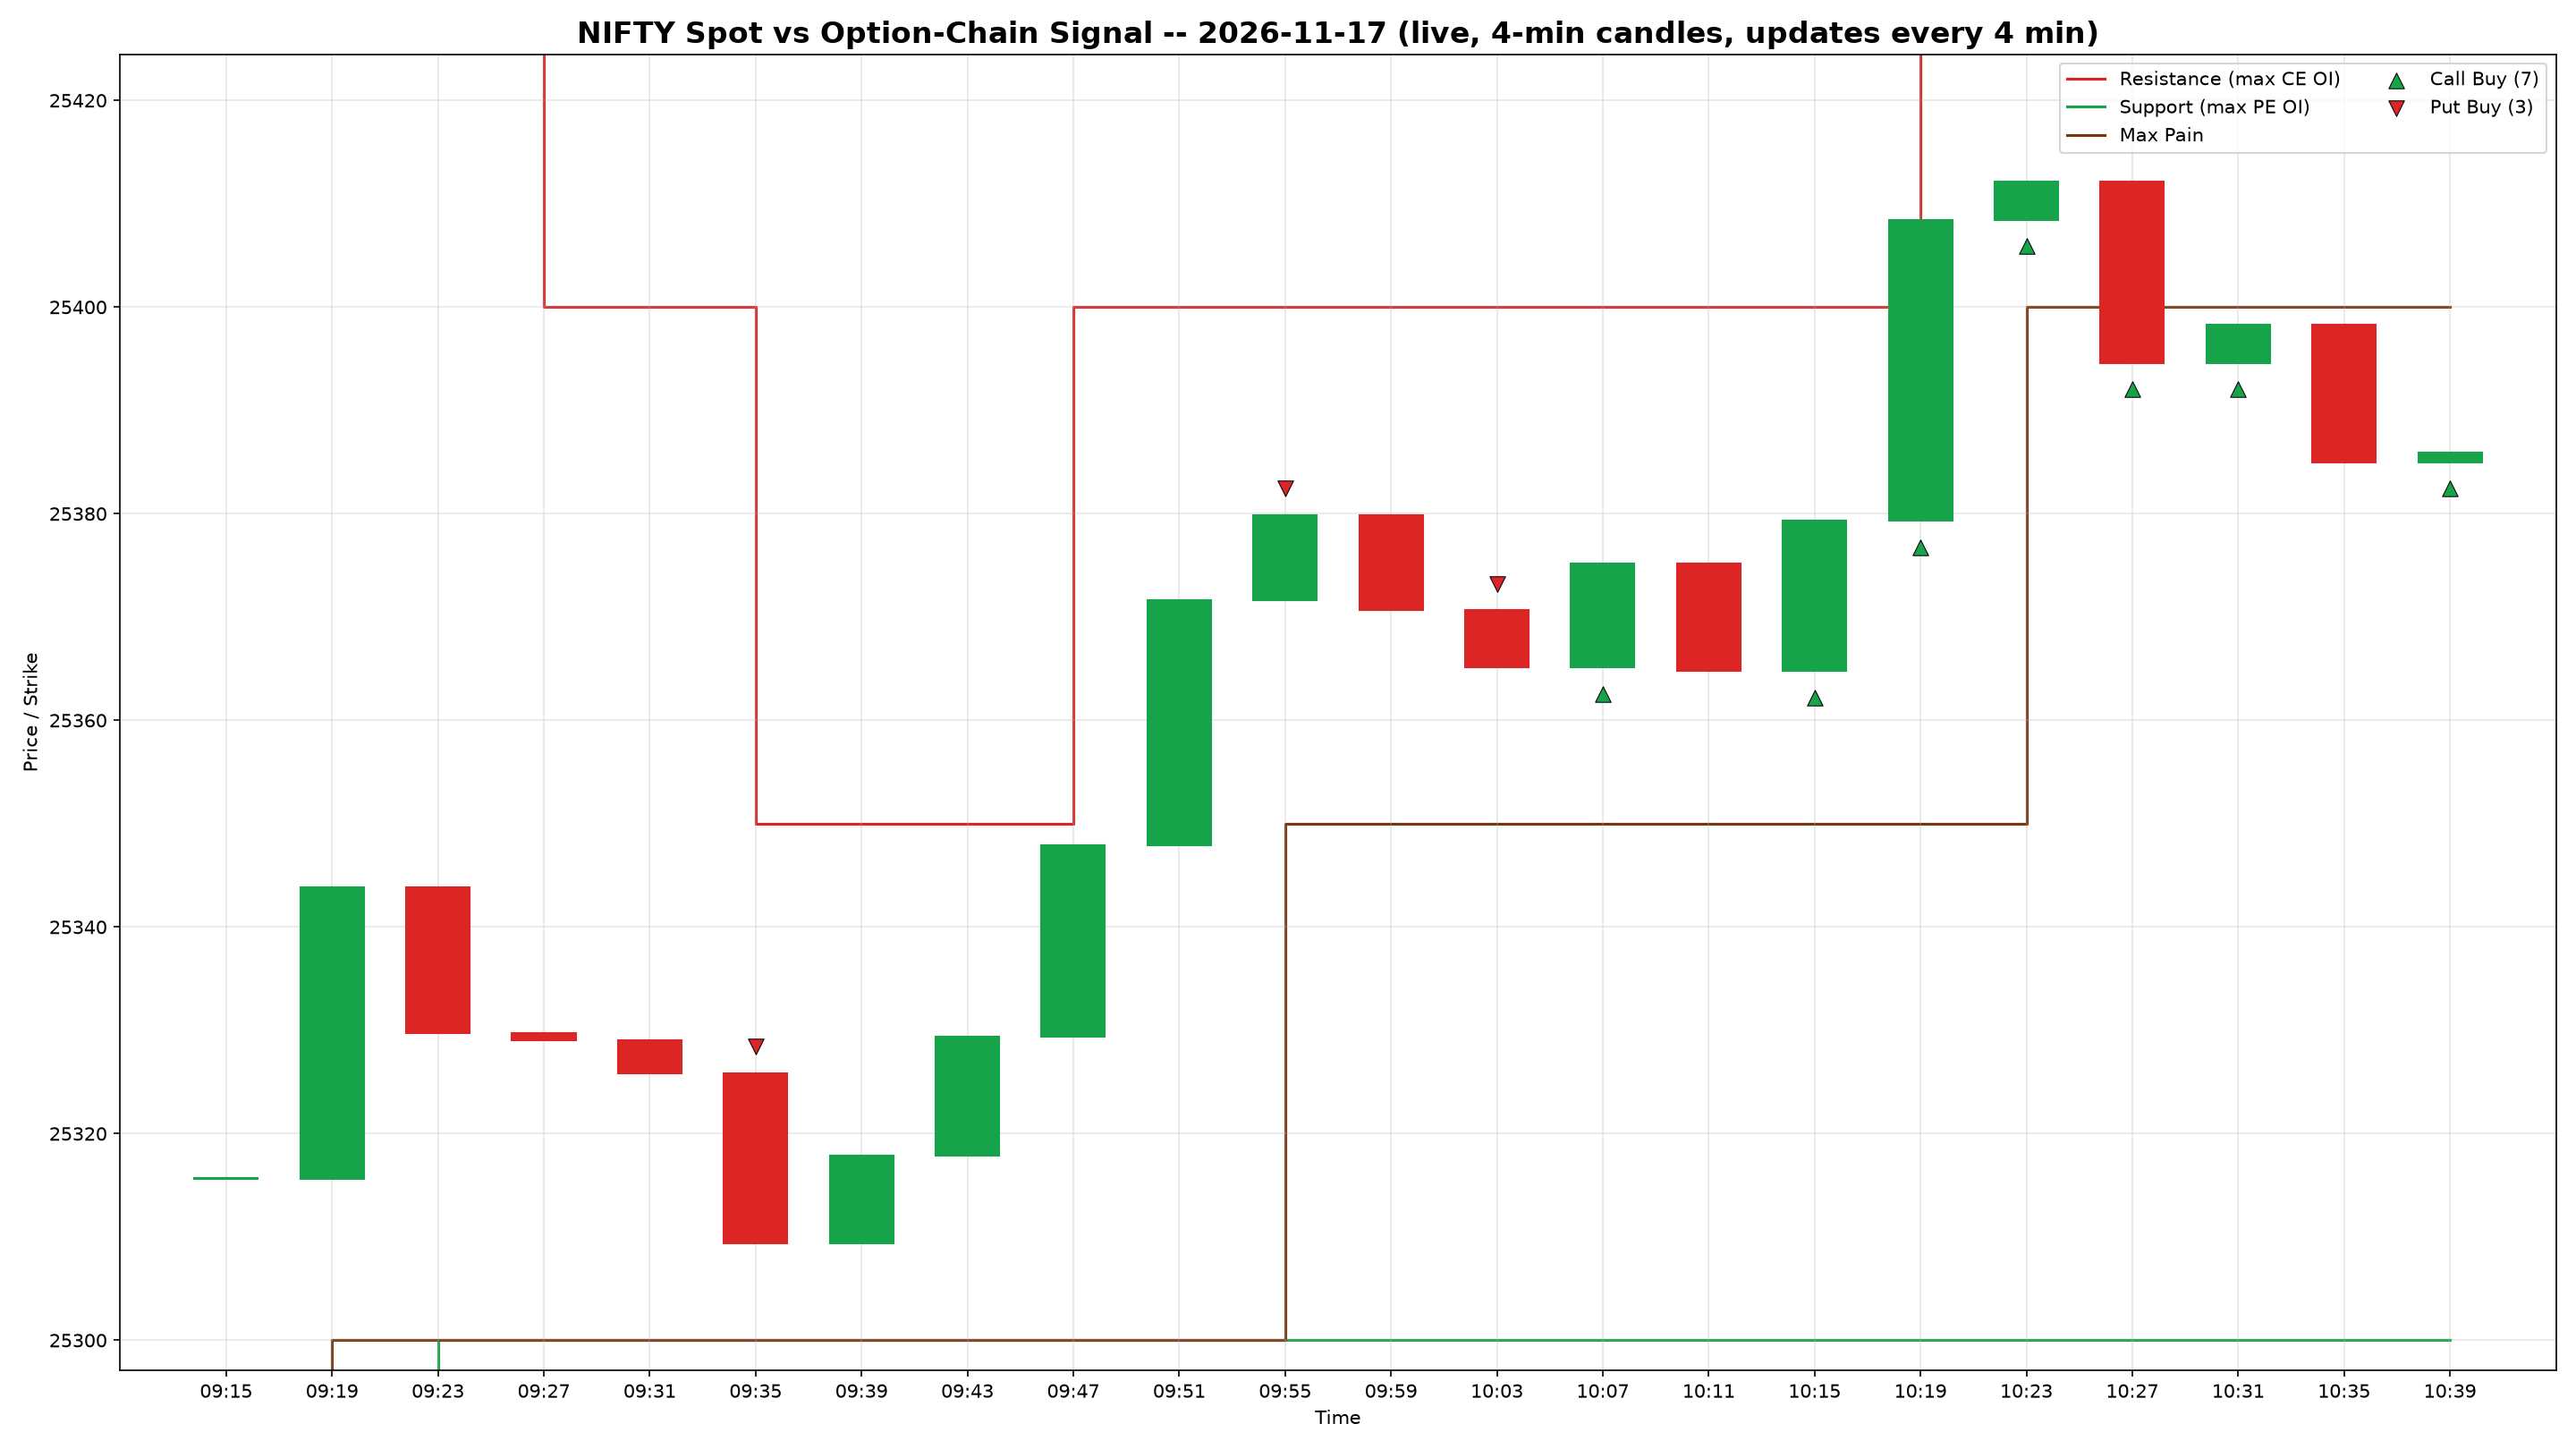 NIFTY Spot vs Option-Chain Signal -- 2026-11-17 (live, 4-min candles, updates every 4 min)
Resistance (max CE OI)
Support (max PE OI)
Max Pain
Call Buy (7)
Put Buy (3)
Price / Strike
25420
25400
25380
25360
25340
25320
25300
09:15 09:19 09:23 09:27 09:31 09:35 09:39 09:43 09:47 09:51 09:55 09:59 10:03 10:07 10:11 10:15 10:19 10:23 10:27 10:31 10:35 10:39
Time